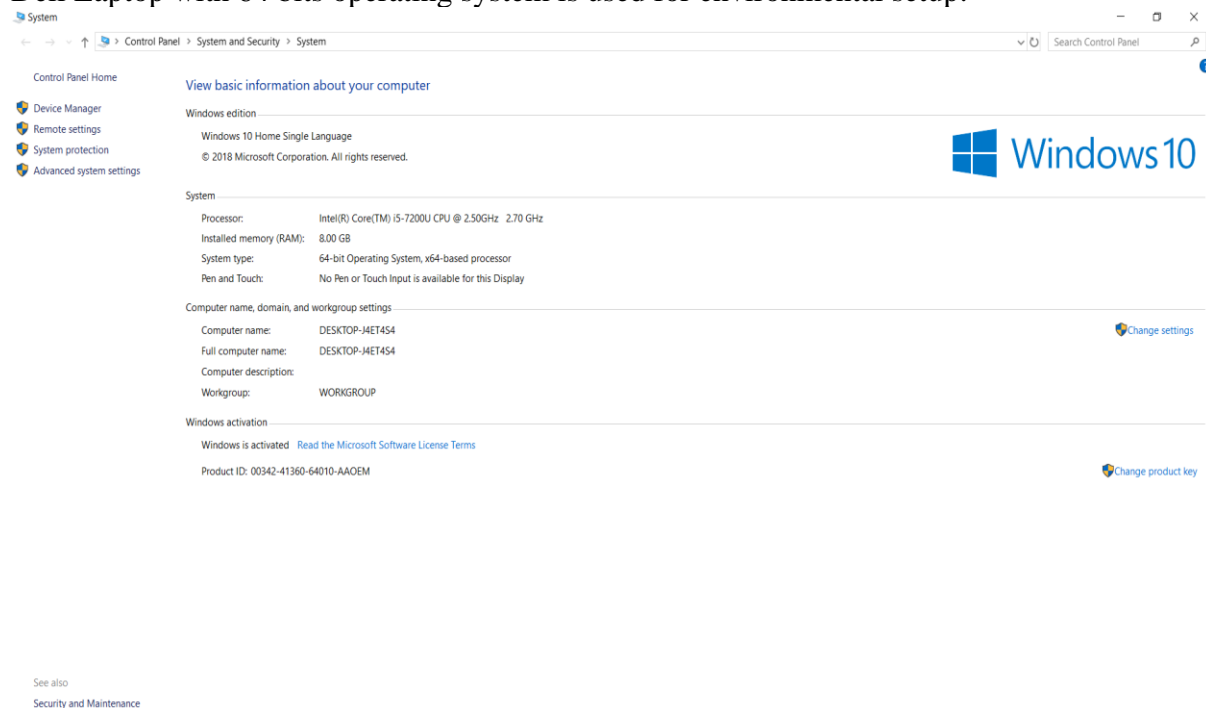 Dell Laptop with 64 bits operating system is used for environmental setup.
System
Control Panel > System and Security > System
Search Control Panel
Control Panel Home
Device Manager
Remote settings
System protection
Advanced system settings
View basic information about your computer
Windows edition
Windows 10 Home Single Language
© 2018 Microsoft Corporation. All rights reserved.
Windows 10
System
Processor: Intel(R) Core(TM) i5-7200U CPU @ 2.50GHz 2.70 GHz
Installed memory (RAM): 8.00 GB
System type: 64-bit Operating System, x64-based processor
Pen and Touch: No Pen or Touch Input is available for this Display
Computer name, domain, and workgroup settings
Computer name: DESKTOP-J4ET4S4
Change settings
Full computer name: DESKTOP-J4ET4S4
Computer description:
Workgroup: WORKGROUP
Windows activation
Windows is activated Read the Microsoft Software License Terms
Product ID: 00342-41360-64010-AAOEM
Change product key
See also
Security and Maintenance